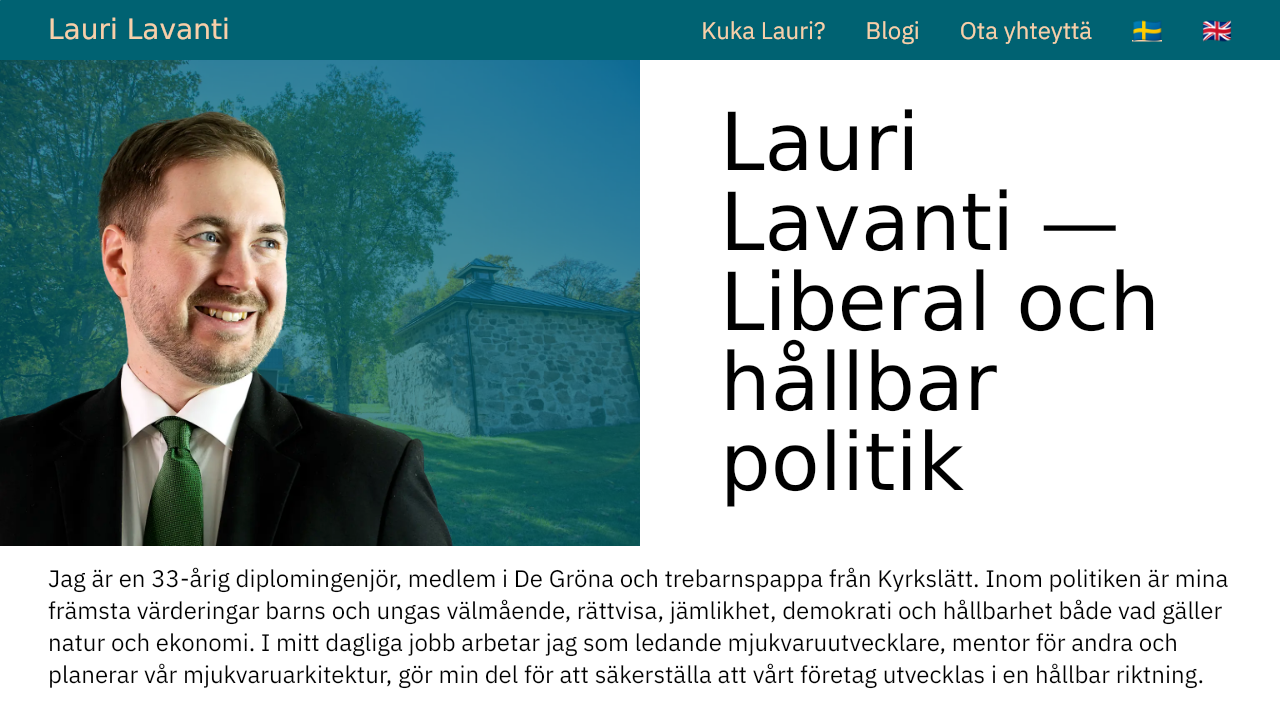 Lauri Lavanti
Kuka Lauri? Blogi Ota yhteyttä
Lauri
Lavanti —
Liberal och
hållbar
politik
Jag är en 33-årig diplomingenjör, medlem i De Gröna och trebarnspappa från Kyrkslätt. Inom politiken är mina
främsta värderingar barns och ungas välmående, rättvisa, jämlikhet, demokrati och hållbarhet både vad gäller
natur och ekonomi. I mitt dagliga jobb arbetar jag som ledande mjukvaruutvecklare, mentor för andra och
planerar vår mjukvaruarkitektur, gör min del för att säkerställa att vårt företag utvecklas i en hållbar riktning.